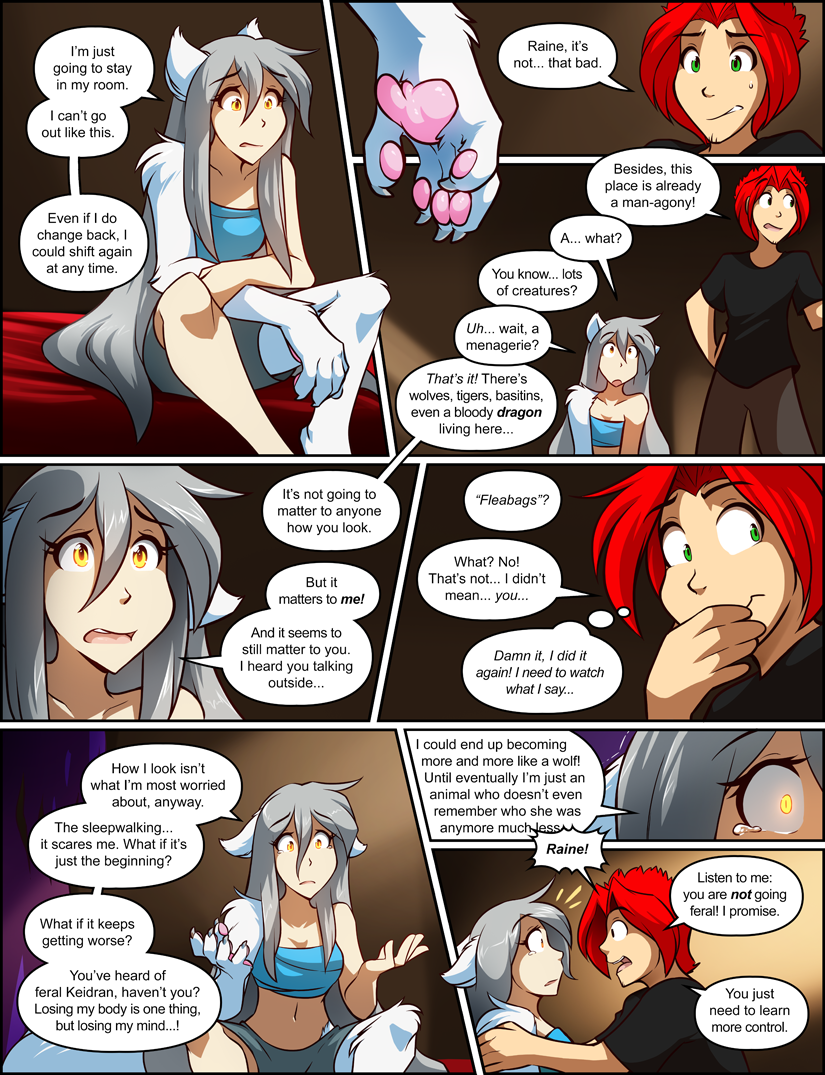 I'm just
going to stay
in my room.
I can't go
out like this.
Even if I do
change back, I
could shift again
at any time.
Raine, it's
not... that bad.
Besides, this
place is already
a man-agony!
A... what?
You know... lots
of creatures?
Uh... wait, a
menagerie?
That's it! There's
wolves, tigers, basitins,
even a bloody dragon
living here...
It's not going to
matter to anyone
how you look.
But it
matters to me!
And it seems to
still matter to you.
I heard you talking
outside...
"Fleabags"?
What? No!
That's not... I didn't
mean... you...
Damn it, I did it
again! I need to watch
what I say...
How I look isn't
what I'm most worried
about, anyway.
The sleepwalking...
it scares me. What if it's
just the beginning?
What if it keeps
getting worse?
You've heard of
feral Keidran, haven't you?
Losing my body is one
thing,
but losing my mind...!
I could end up becoming
more and more like a wolf!
Until eventually I'm just an
animal who doesn't even
remember who she was
anymore much less
Raine!
Listen to me:
you are not going
feral! I promise.
You just
need to learn
more control.